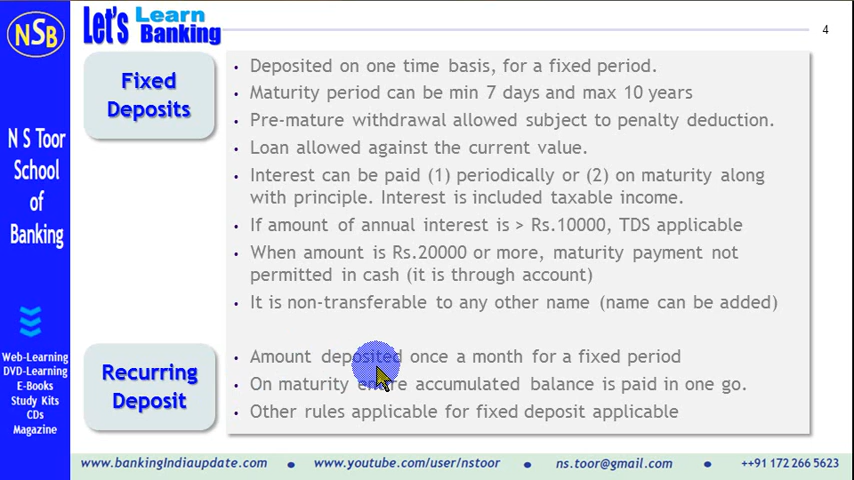 NSB
Let's Learn
Banking
4
N S Toor
School
of
Banking
Web-Learning
DVD-Learning
E-Books
Study Kits
CDs
Magazine
Fixed
Deposits
• Deposited on one time basis, for a fixed period.
• Maturity period can be min 7 days and max 10 years
• Pre-mature withdrawal allowed subject to penalty deduction.
• Loan allowed against the current value.
• Interest can be paid (1) periodically or (2) on maturity along
with principle. Interest is included taxable income.
• If amount of annual interest is > Rs.10000, TDS applicable
• When amount is Rs.20000 or more, maturity payment not
permitted in cash (it is through account)
• It is non-transferable to any other name (name can be added)
Recurring
Deposit
• Amount deposited once a month for a fixed period
• On maturity entire accumulated balance is paid in one go.
• Other rules applicable for fixed deposit applicable
www.bankingIndiaupdate.com • www.youtube.com/user/nstoor • ns.toor@gmail.com • ++91 172 266 5623